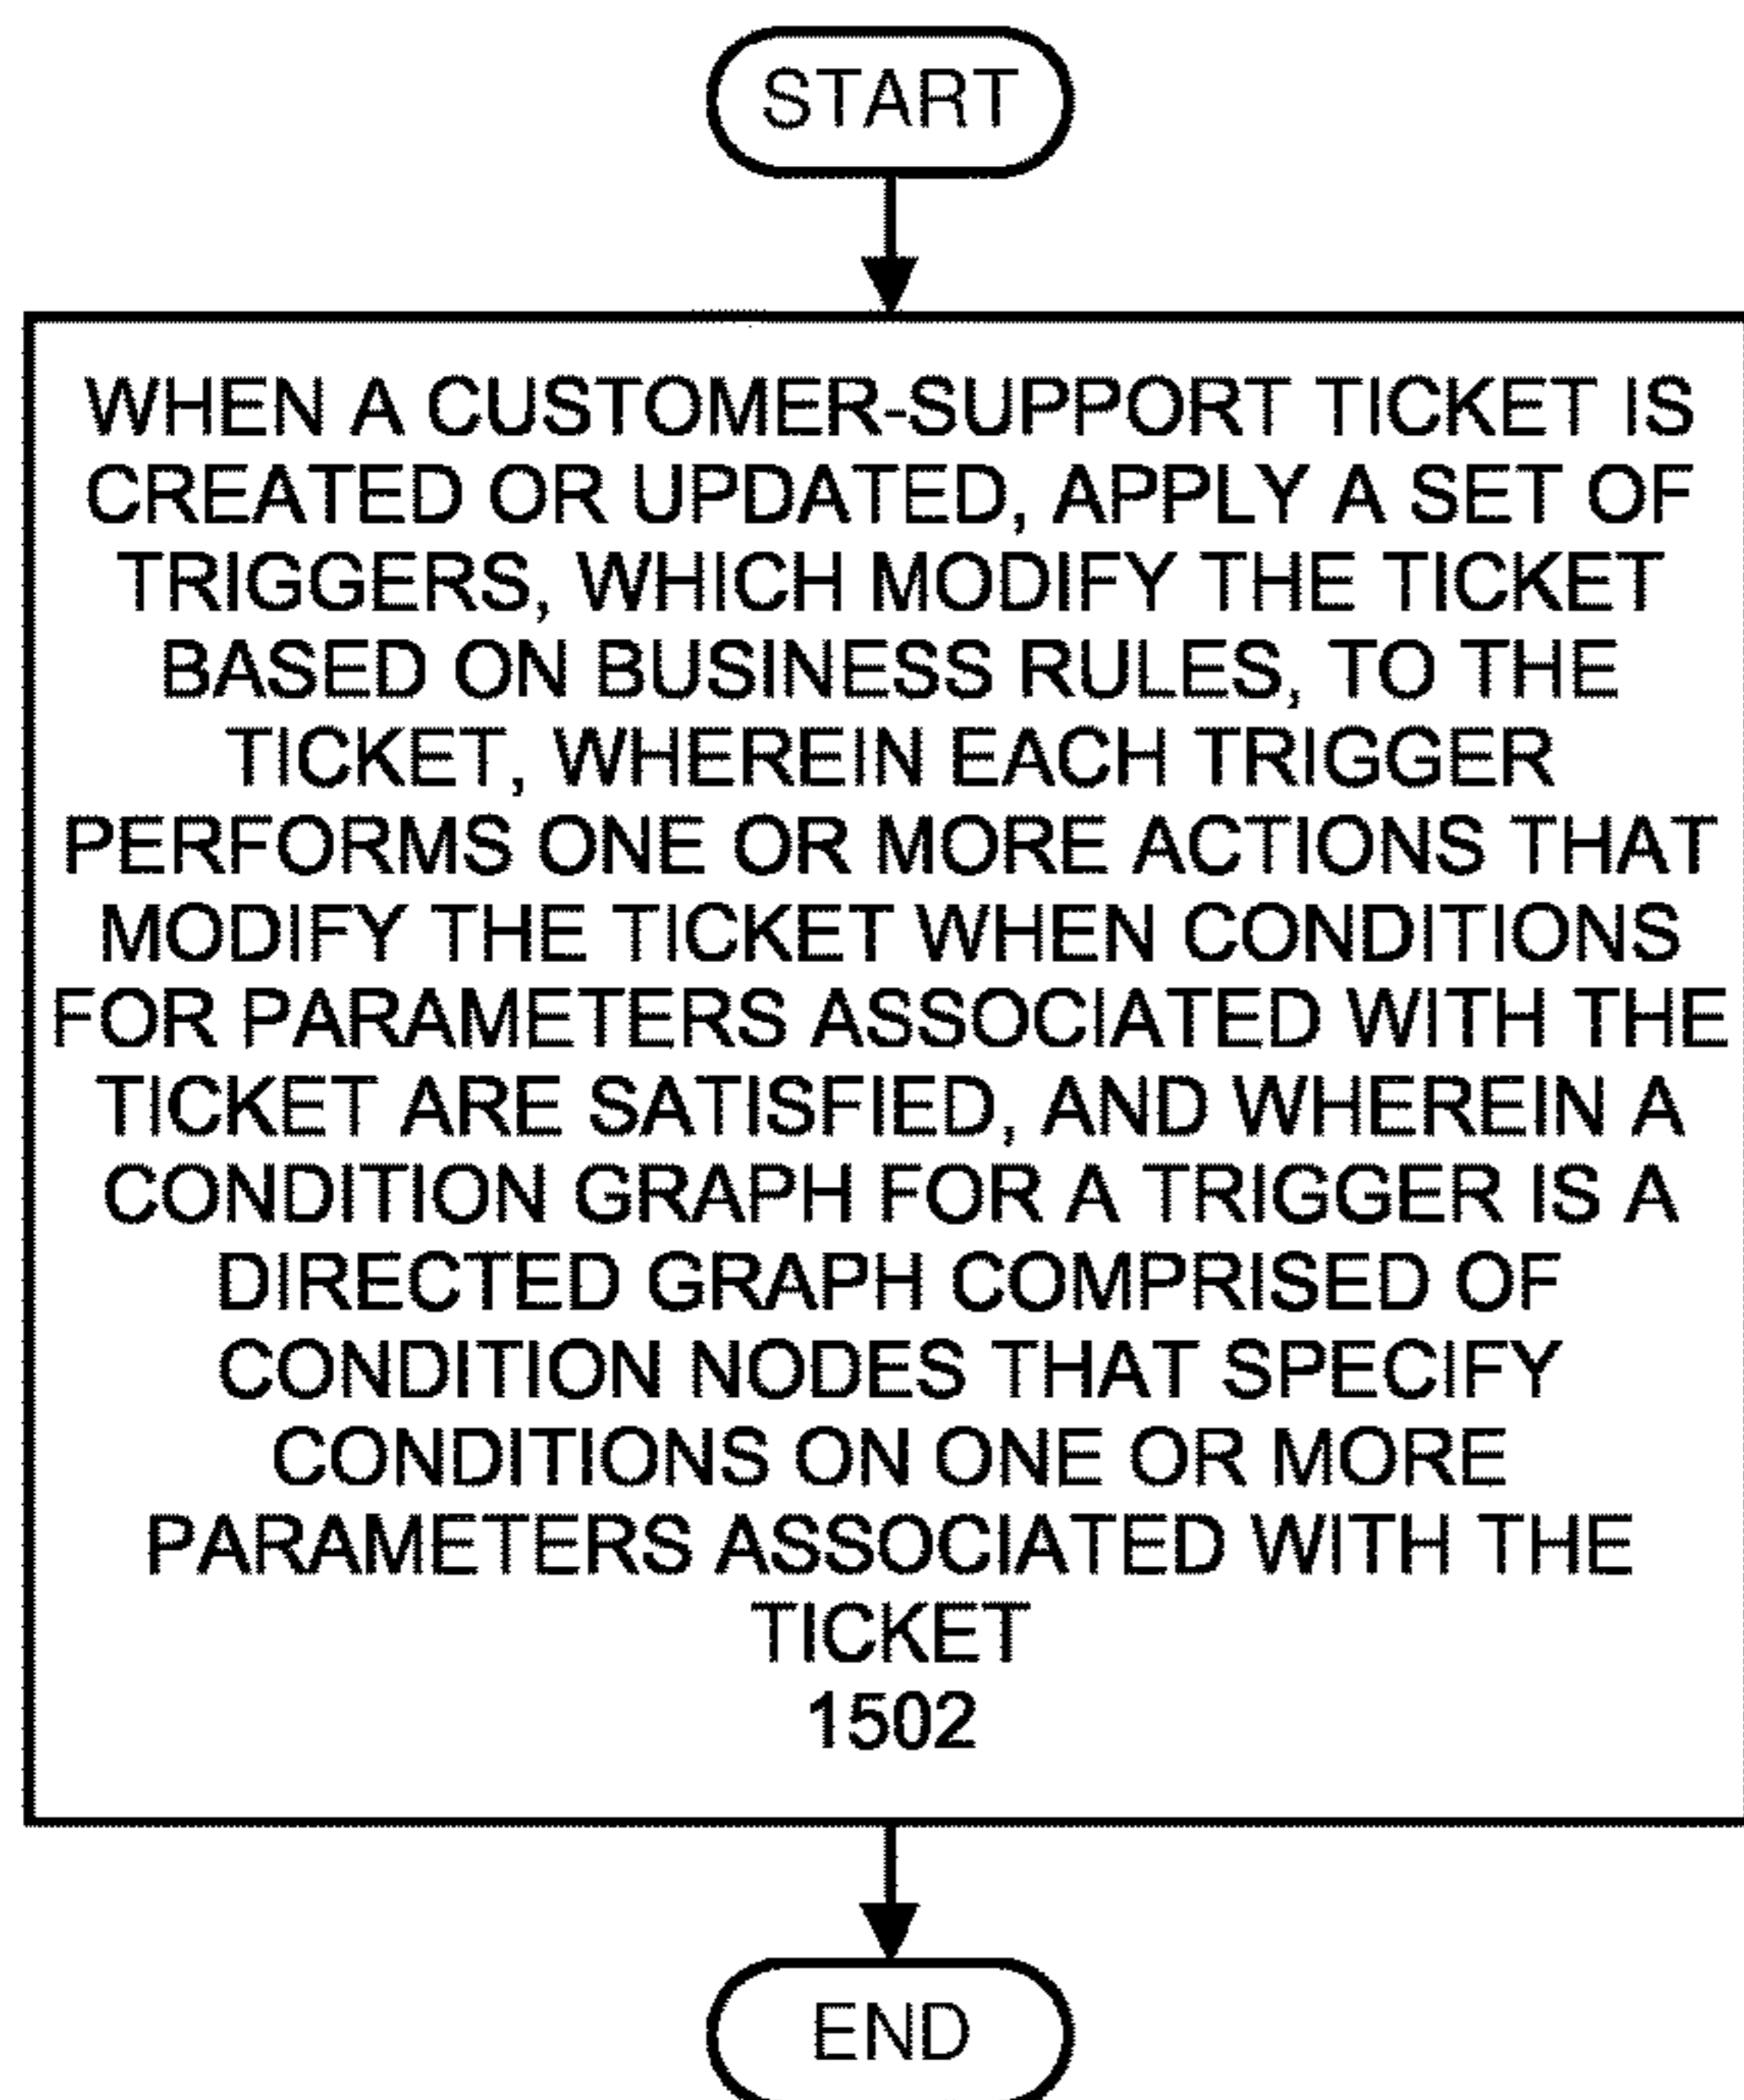 START
WHEN A CUSTOMER-SUPPORT TICKET IS
CREATED OR UPDATED, APPLY A SET OF
TRIGGERS, WHICH MODIFY THE TICKET
BASED ON BUSINESS RULES, TO THE
TICKET, WHEREIN EACH TRIGGER
PERFORMS ONE OR MORE ACTIONS THAT
MODIFY THE TICKET WHEN CONDITIONS
FOR PARAMETERS ASSOCIATED WITH THE
TICKET ARE SATISFIED, AND WHEREIN A
CONDITION GRAPH FOR A TRIGGER IS A
DIRECTED GRAPH COMPRISED OF
CONDITION NODES THAT SPECIFY
CONDITIONS ON ONE OR MORE
PARAMETERS ASSOCIATED WITH THE
TICKET
1502
END